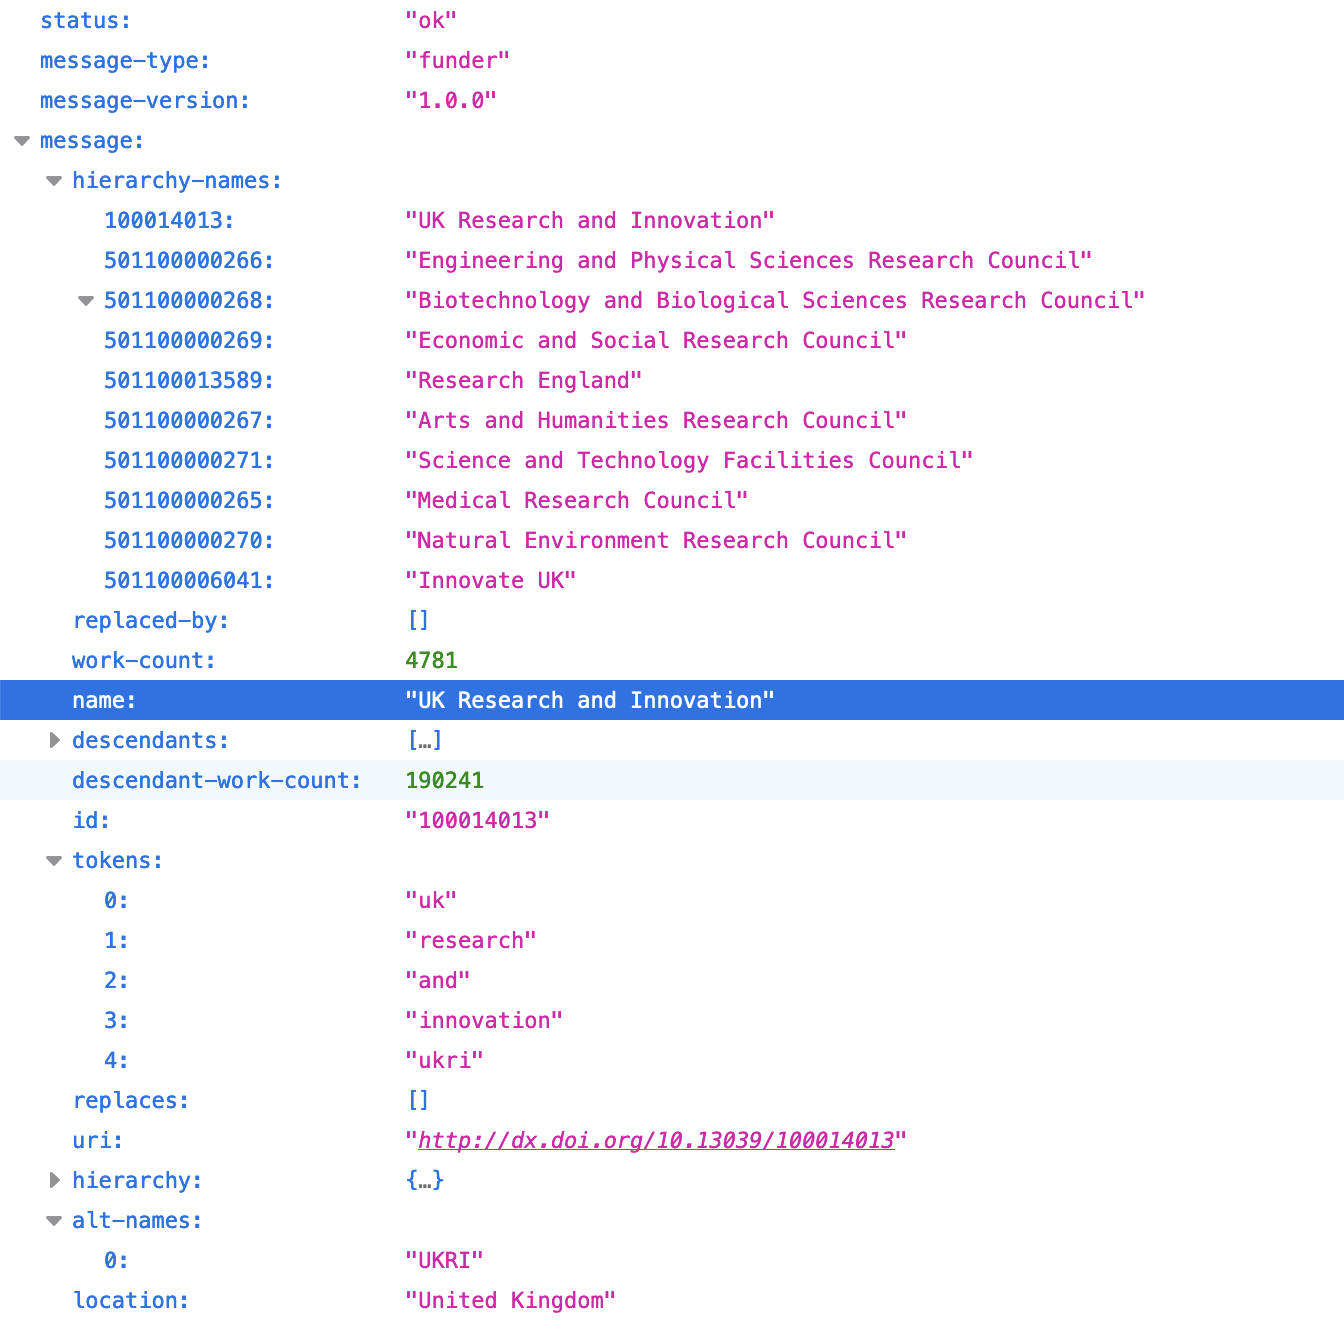 status: "ok"
message-type: "funder"
message-version: "1.0.0"
message:
hierarchy-names:
100014013: "UK Research and Innovation"
501100000266: "Engineering and Physical Sciences Research Council"
501100000268: "Biotechnology and Biological Sciences Research Council"
501100000269: "Economic and Social Research Council"
501100013589: "Research England"
501100000267: "Arts and Humanities Research Council"
501100000271: "Science and Technology Facilities Council"
501100000265: "Medical Research Council"
501100000270: "Natural Environment Research Council"
501100006041: "Innovate UK"
replaced-by: []
work-count: 4781
name: "UK Research and Innovation"
descendants: […]
descendant-work-count: 190241
id: "100014013"
tokens:
0: "uk"
1: "research"
2: "and"
3: "innovation"
4: "ukri"
replaces: []
uri: "http://dx.doi.org/10.13039/100014013"
hierarchy: {…}
alt-names:
0: "UKRI"
location: "United Kingdom"